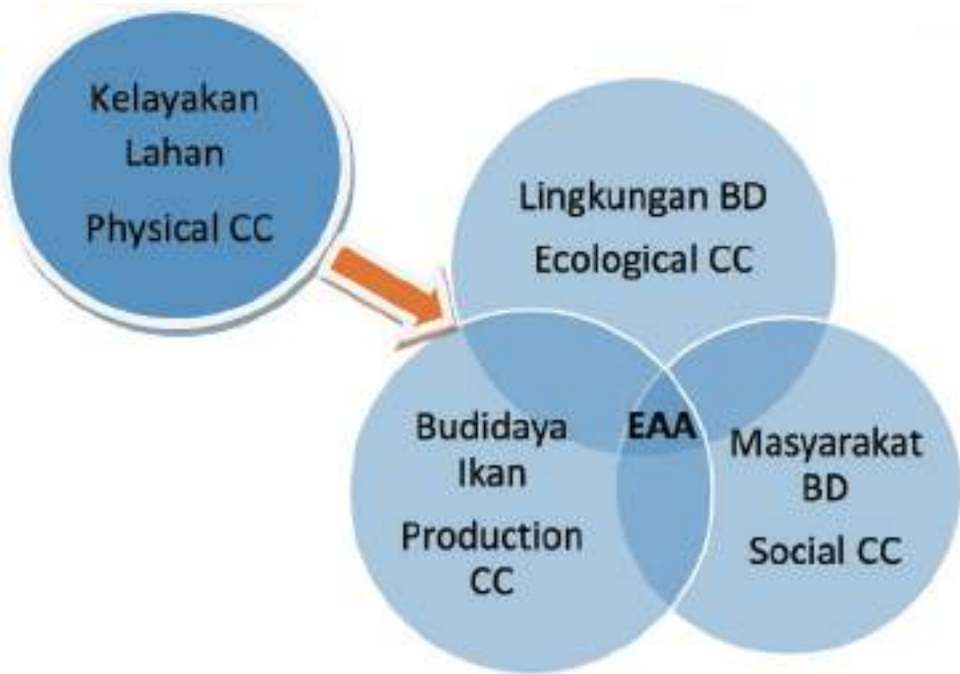 Kelayakan
Lahan
Physical CC
Lingkungan BD
Ecological CC
Budidaya
Ikan
Production
CC
EAA
Masyarakat
BD
Social CC